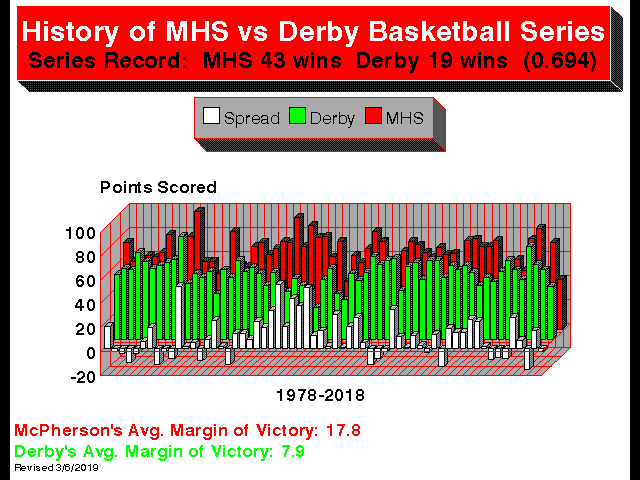 History of MHS vs Derby Basketball Series
Series Record: MHS 43 wins Derby 19 wins (0.694)
Spread Derby MHS
Points Scored
100
80
60
40
20
0
-20
1978-2018
McPherson's Avg. Margin of Victory: 17.8
Derby's Avg. Margin of Victory: 7.9
Revised 3/6/2019